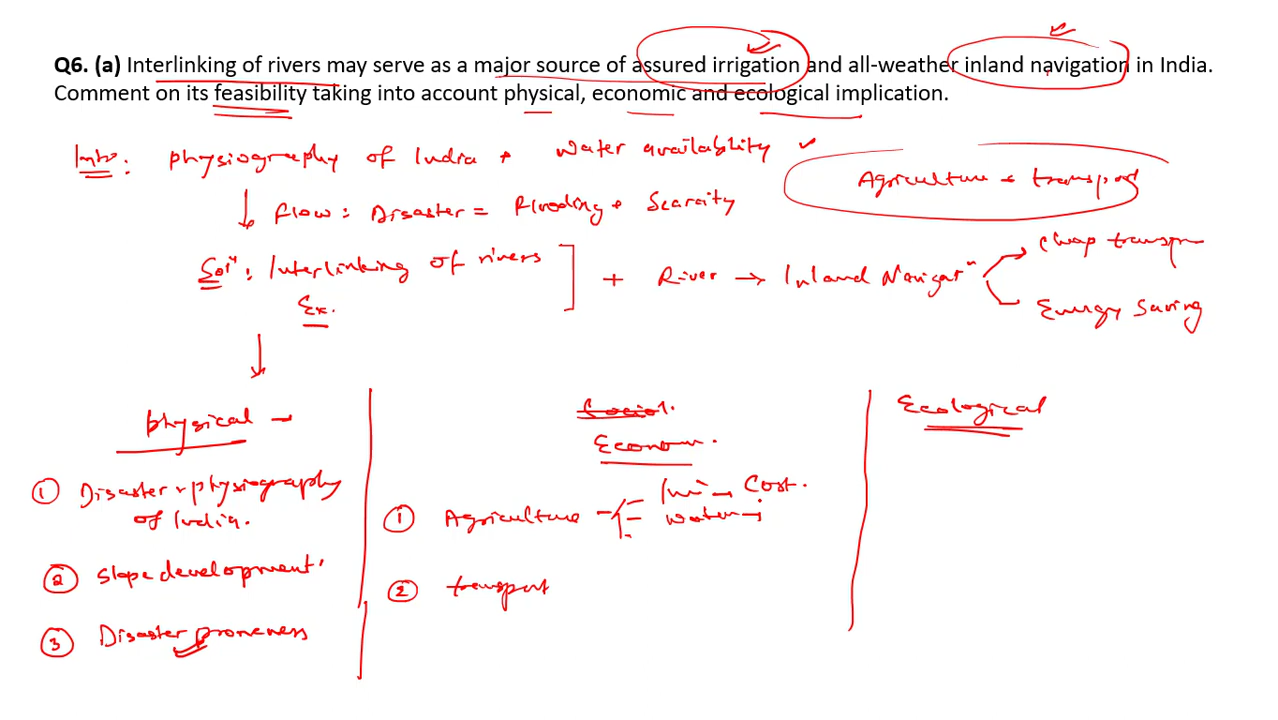 Q6. (a) Interlinking of rivers may serve as a major source of assured irrigation and all-weather inland navigation in India.
Comment on its feasibility taking into account physical, economic and ecological implication.
Intro: physiography of India + water availability
Agriculture + transport
↓ flow: Disaster = Flooding + Scarcity
Solⁿ: Interlinking of rivers ] + River → Inland Navigatⁿ
Cheap transpr
Energy Saving
Ex.
↓
physical -
Social.
Econom.
Ecological
① Disaster + physiography
of India.
② Slope development
③ Disaster proneness
① Agriculture - Cost.
water
② transport